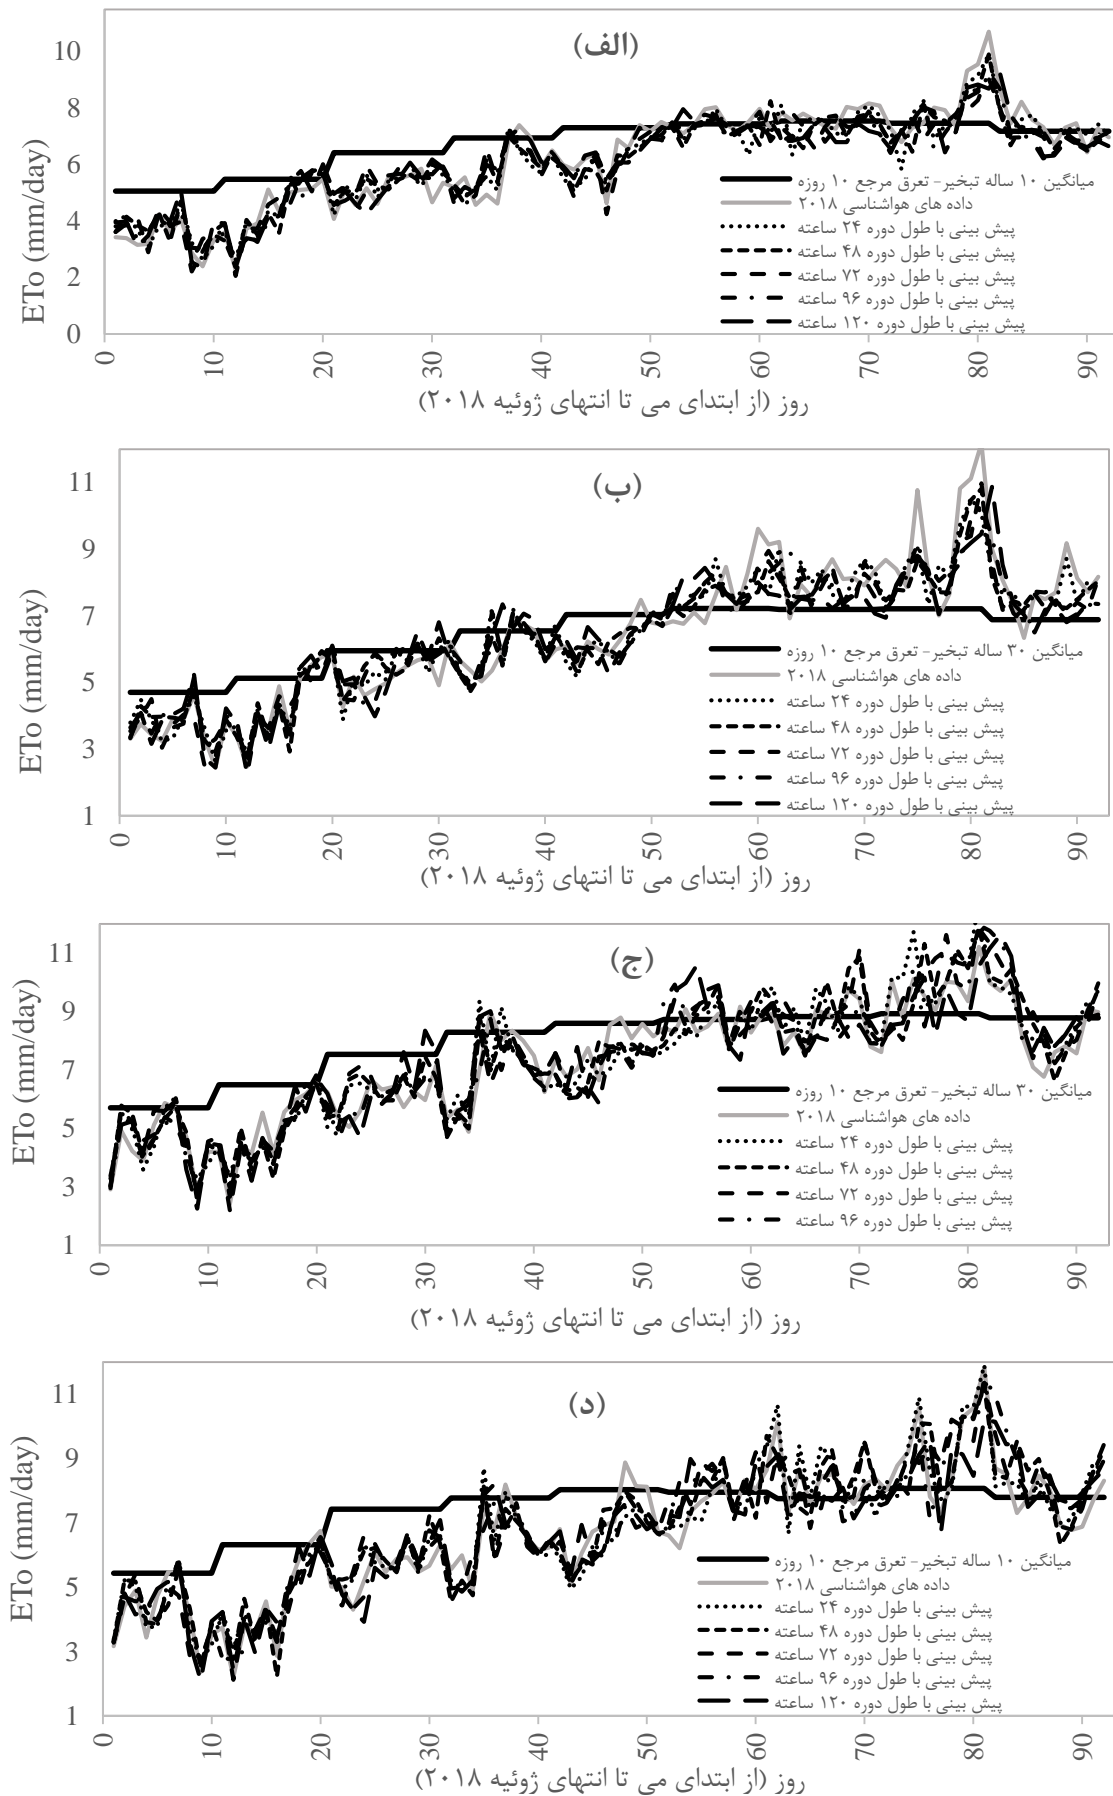 (الف)
ETo (mm/day)
10
8
6
4
2
0
میانگین ۱۰ ساله تبخیر- تعرق مرجع ۱۰ روزه
داده های هواشناسی ۲۰۱۸
پیش بینی با طول دوره ۲۴ ساعته
پیش بینی با طول دوره ۴۸ ساعته
پیش بینی با طول دوره ۷۲ ساعته
پیش بینی با طول دوره ۹۶ ساعته
پیش بینی با طول دوره ۱۲۰ ساعته
0 10 20 30 40 50 60 70 80 90
روز (از ابتدای می تا انتهای ژوئیه ۲۰۱۸)
(ب)
ETo (mm/day)
11
9
7
5
3
1
میانگین ۳۰ ساله تبخیر- تعرق مرجع ۱۰ روزه
داده های هواشناسی ۲۰۱۸
پیش بینی با طول دوره ۲۴ ساعته
پیش بینی با طول دوره ۴۸ ساعته
پیش بینی با طول دوره ۷۲ ساعته
پیش بینی با طول دوره ۹۶ ساعته
پیش بینی با طول دوره ۱۲۰ ساعته
0 10 20 30 40 50 60 70 80 90
روز (از ابتدای می تا انتهای ژوئیه ۲۰۱۸)
(ج)
ETo (mm/day)
11
9
7
5
3
1
میانگین ۳۰ ساله تبخیر- تعرق مرجع ۱۰ روزه
داده های هواشناسی ۲۰۱۸
پیش بینی با طول دوره ۲۴ ساعته
پیش بینی با طول دوره ۴۸ ساعته
پیش بینی با طول دوره ۷۲ ساعته
پیش بینی با طول دوره ۹۶ ساعته
0 10 20 30 40 50 60 70 80 90
روز (از ابتدای می تا انتهای ژوئیه ۲۰۱۸)
(د)
ETo (mm/day)
11
9
7
5
3
1
میانگین ۱۰ ساله تبخیر- تعرق مرجع ۱۰ روزه
داده های هواشناسی ۲۰۱۸
پیش بینی با طول دوره ۲۴ ساعته
پیش بینی با طول دوره ۴۸ ساعته
پیش بینی با طول دوره ۷۲ ساعته
پیش بینی با طول دوره ۹۶ ساعته
پیش بینی با طول دوره ۱۲۰ ساعته
0 10 20 30 40 50 60 70 80 90
روز (از ابتدای می تا انتهای ژوئیه ۲۰۱۸)